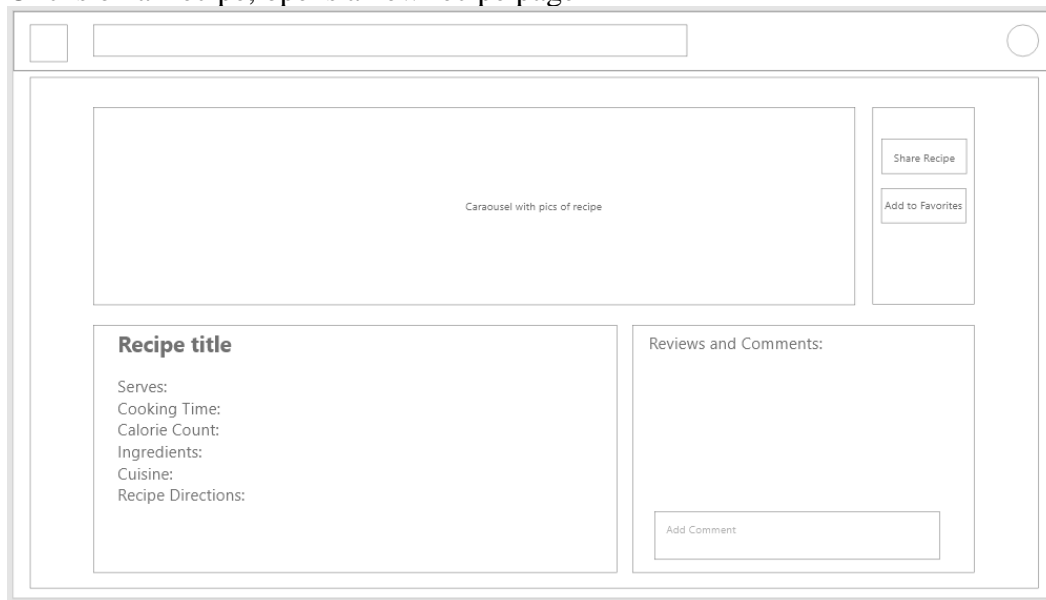 Share Recipe
Caraousel with pics of recipe
Add to Favorites
Recipe title
Serves:
Cooking Time:
Calorie Count:
Ingredients:
Cuisine:
Recipe Directions:
Reviews and Comments:
Add Comment